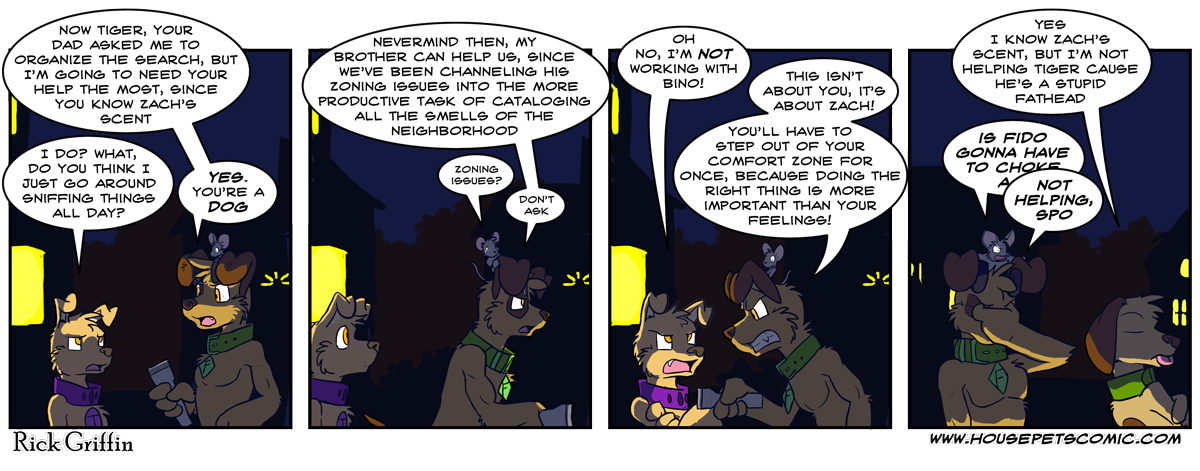 NOW TIGER, YOUR
DAD ASKED ME TO
ORGANIZE THE SEARCH, BUT
I'M GOING TO NEED YOUR
HELP THE MOST, SINCE
YOU KNOW ZACH'S
SCENT
I DO? WHAT,
DO YOU THINK I
JUST GO AROUND
SNIFFING THINGS
ALL DAY?
YES.
YOU'RE A
DOG
NEVERMIND THEN, MY
BROTHER CAN HELP US, SINCE
WE'VE BEEN CHANNELING HIS
ZONING ISSUES INTO THE MORE
PRODUCTIVE TASK OF CATALOGING
ALL THE SMELLS OF THE
NEIGHBORHOOD
ZONING
ISSUES?
DON'T
ASK
OH
NO, I'M NOT
WORKING WITH
BINO!
THIS ISN'T
ABOUT YOU, IT'S
ABOUT ZACH!
YOU'LL HAVE TO
STEP OUT OF YOUR
COMFORT ZONE FOR
ONCE, BECAUSE DOING THE
RIGHT THING IS MORE
IMPORTANT THAN YOUR
FEELINGS!
YES
I KNOW ZACH'S
SCENT, BUT I'M NOT
HELPING TIGER CAUSE
HE'S A STUPID
FATHEAD
IS FIDO
GONNA HAVE
TO CHOKE
A
NOT
HELPING,
SPO
Rick Griffin
WWW.HOUSEPETSCOMIC.COM